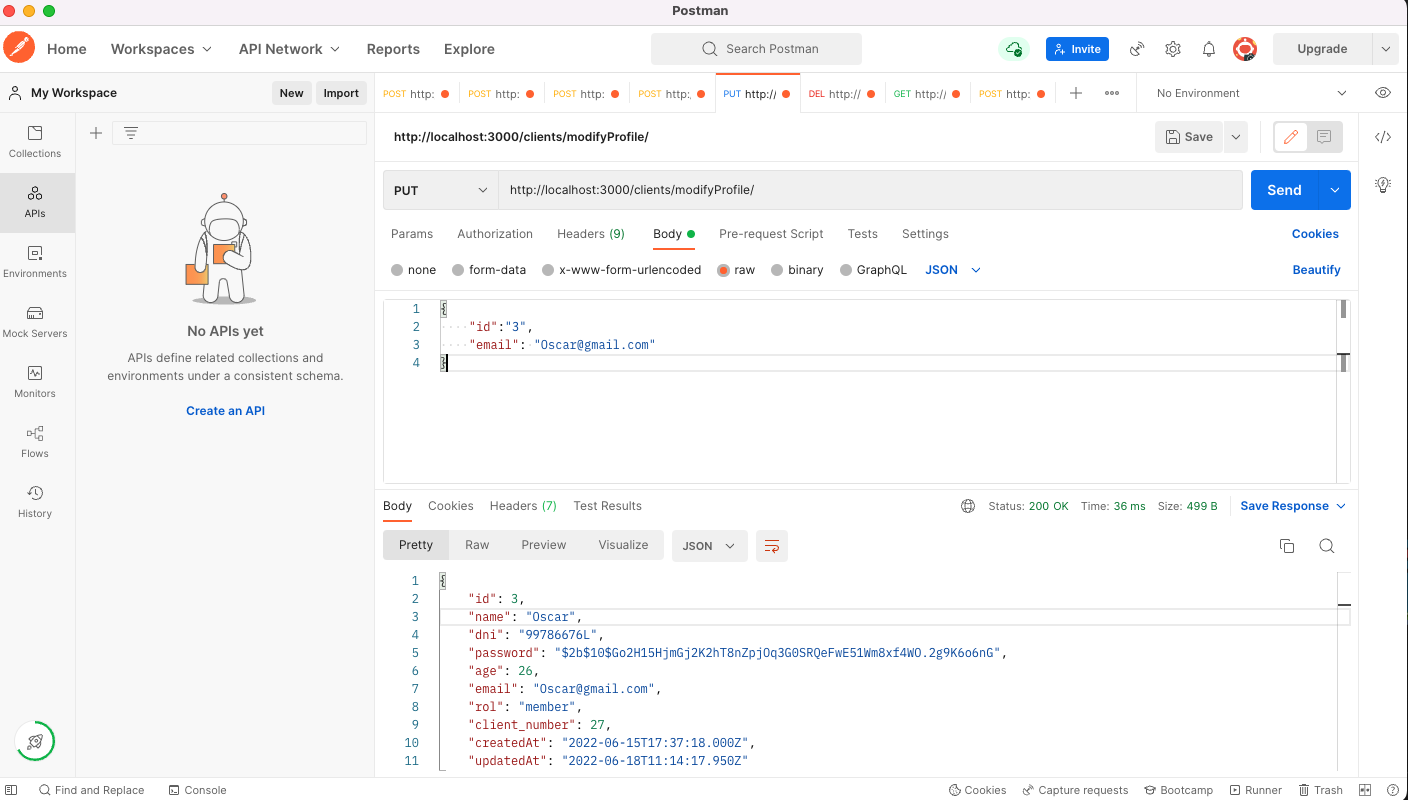 Postman
Home Workspaces API Network Reports Explore Search Postman Invite Upgrade
My Workspace New Import POST http: POST http: POST http: POST http:, PUT http:// DEL http:// GET http:// POST http: No Environment
Collections
APIs
Environments
Mock Servers
Monitors
Flows
History
No APIs yet
APIs define related collections and
environments under a consistent schema.
Create an API
http://localhost:3000/clients/modifyProfile/ Save
PUT http://localhost:3000/clients/modifyProfile/ Send
Params Authorization Headers (9) Body Pre-request Script Tests Settings Cookies
none form-data x-www-form-urlencoded raw binary GraphQL JSON Beautify
1 {
2 "id":"3",
3 "email": "Oscar@gmail.com"
4 }
Body Cookies Headers (7) Test Results Status: 200 OK Time: 36 ms Size: 499 B Save Response
Pretty Raw Preview Visualize JSON
1 {
2 "id": 3,
3 "name": "Oscar",
4 "dni": "99786676L",
5 "password": "$2b$10$Go2H15HjmGj2K2hT8nZpjOq3G0SRQeFwE51Wm8xf4WO.2g9K6o6nG",
6 "age": 26,
7 "email": "Oscar@gmail.com",
8 "rol": "member",
9 "client_number": 27,
10 "createdAt": "2022-06-15T17:37:18.000Z",
11 "updatedAt": "2022-06-18T11:14:17.950Z"
Find and Replace Console Cookies Capture requests Bootcamp Runner Trash